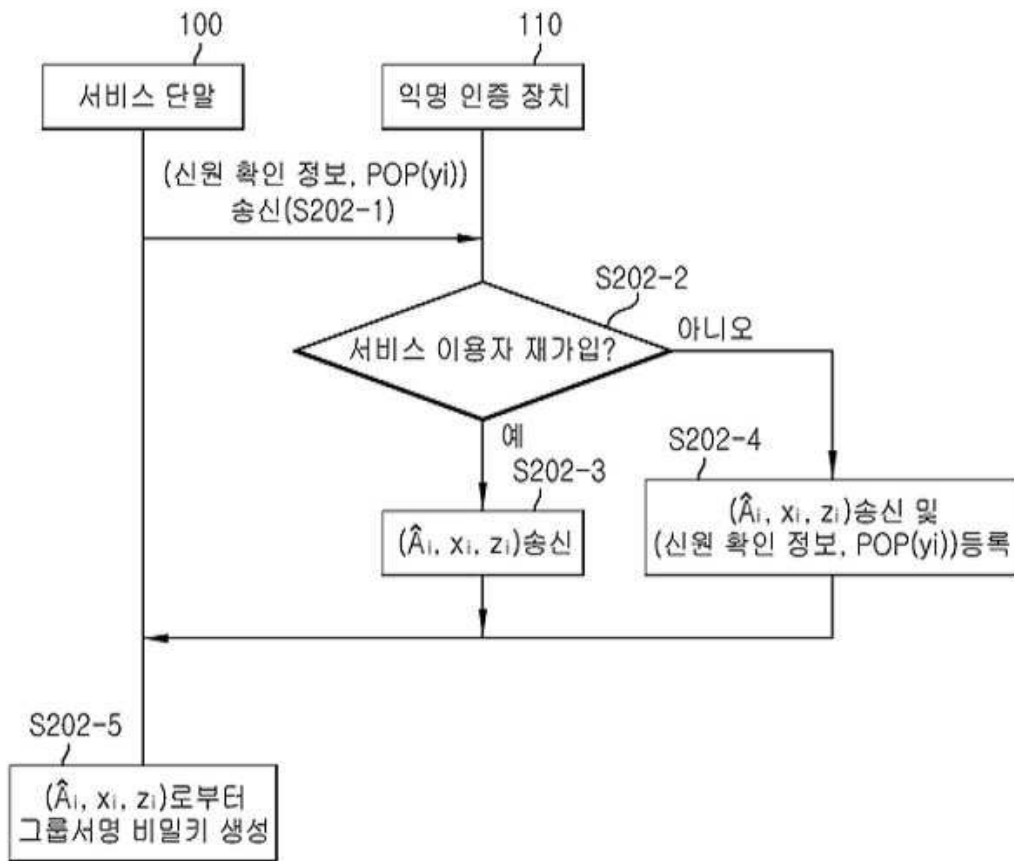 100
110
서비스 단말
익명 인증 장치
(신원 확인 정보, POP(yi))
송신(S202-1)
S202-2
서비스 이용자 재가입?
아니오
예
S202-3
S202-4
(Âi, xi, zi)송신
(Âi, xi, zi)송신 및
(신원 확인 정보, POP(yi))등록
S202-5
(Âi, xi, zi)로부터
그룹서명 비밀키 생성